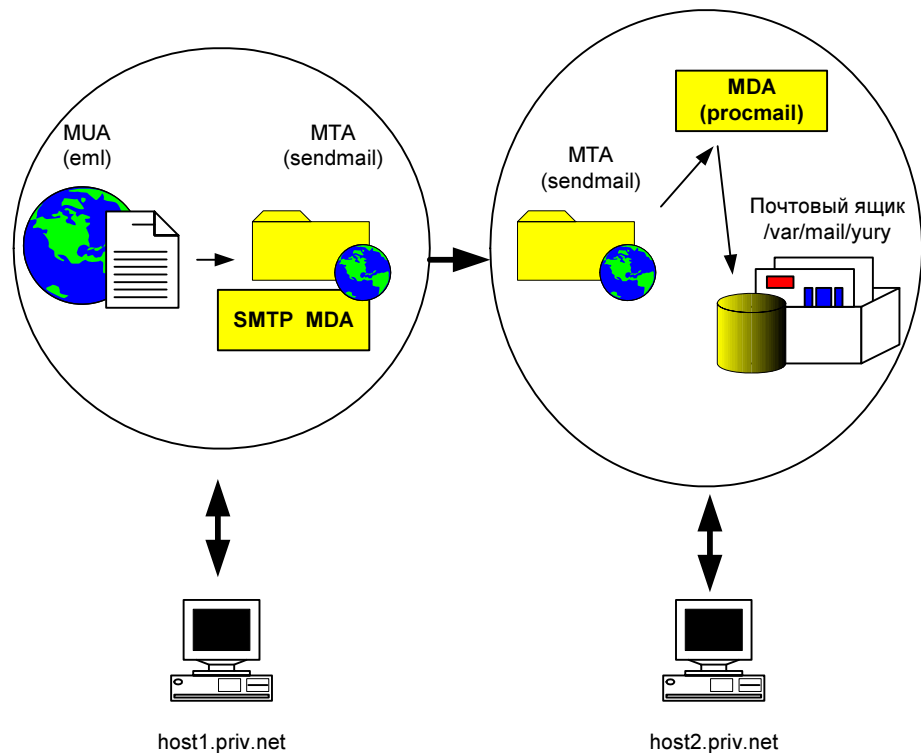 MUA
(eml)
MTA
(sendmail)
SMTP MDA
MTA
(sendmail)
MDA
(procmail)
Почтовый ящик
/var/mail/yury
host1.priv.net
host2.priv.net